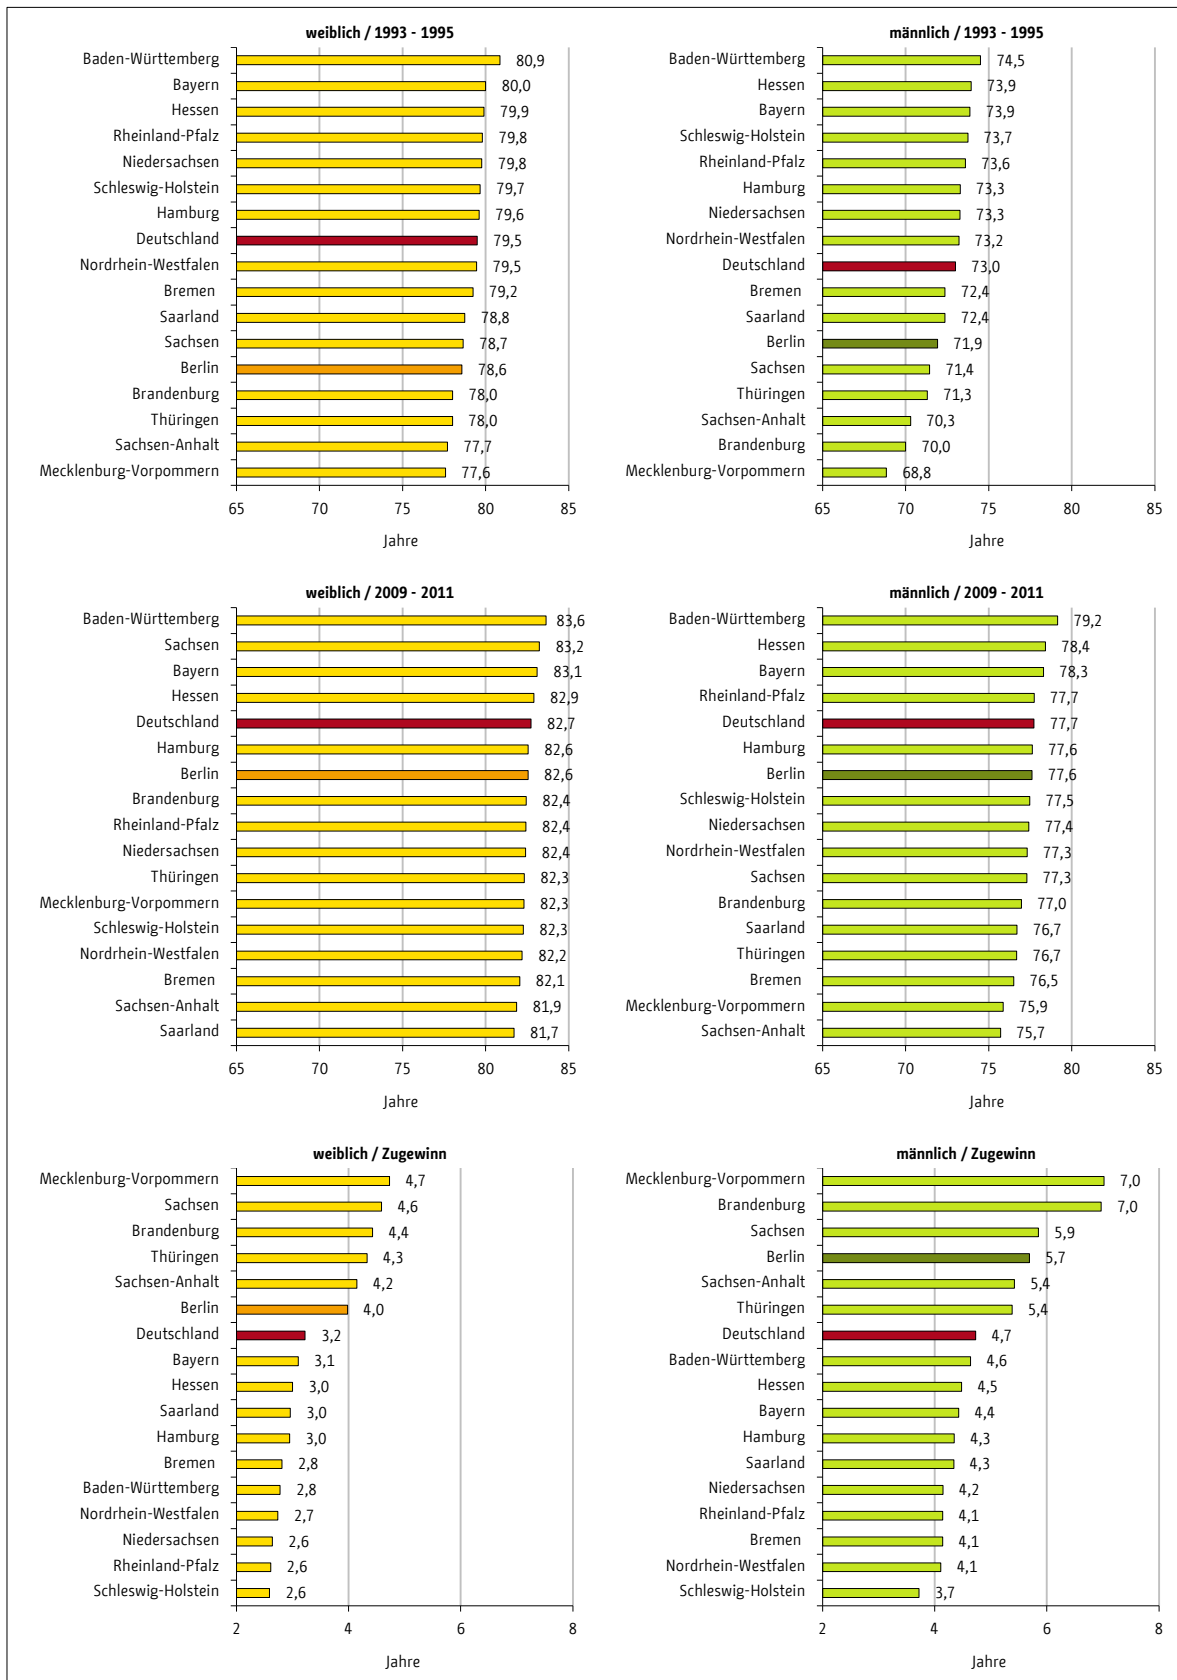 weiblich / 1993 - 1995
Baden-Württemberg 80,9
Bayern 80,0
Hessen 79,9
Rheinland-Pfalz 79,8
Niedersachsen 79,8
Schleswig-Holstein 79,7
Hamburg 79,6
Deutschland 79,5
Nordrhein-Westfalen 79,5
Bremen 79,2
Saarland 78,8
Sachsen 78,7
Berlin 78,6
Brandenburg 78,0
Thüringen 78,0
Sachsen-Anhalt 77,7
Mecklenburg-Vorpommern 77,6
65 70 75 80 85
Jahre
männlich / 1993 - 1995
Baden-Württemberg 74,5
Hessen 73,9
Bayern 73,9
Schleswig-Holstein 73,7
Rheinland-Pfalz 73,6
Hamburg 73,3
Niedersachsen 73,3
Nordrhein-Westfalen 73,2
Deutschland 73,0
Bremen 72,4
Saarland 72,4
Berlin 71,9
Sachsen 71,4
Thüringen 71,3
Sachsen-Anhalt 70,3
Brandenburg 70,0
Mecklenburg-Vorpommern 68,8
65 70 75 80 85
Jahre
weiblich / 2009 - 2011
Baden-Württemberg 83,6
Sachsen 83,2
Bayern 83,1
Hessen 82,9
Deutschland 82,7
Hamburg 82,6
Berlin 82,6
Brandenburg 82,4
Rheinland-Pfalz 82,4
Niedersachsen 82,4
Thüringen 82,3
Mecklenburg-Vorpommern 82,3
Schleswig-Holstein 82,3
Nordrhein-Westfalen 82,2
Bremen 82,1
Sachsen-Anhalt 81,9
Saarland 81,7
65 70 75 80 85
Jahre
männlich / 2009 - 2011
Baden-Württemberg 79,2
Hessen 78,4
Bayern 78,3
Rheinland-Pfalz 77,7
Deutschland 77,7
Hamburg 77,6
Berlin 77,6
Schleswig-Holstein 77,5
Niedersachsen 77,4
Nordrhein-Westfalen 77,3
Sachsen 77,3
Brandenburg 77,0
Saarland 76,7
Thüringen 76,7
Bremen 76,5
Mecklenburg-Vorpommern 75,9
Sachsen-Anhalt 75,7
65 70 75 80 85
Jahre
weiblich / Zugewinn
Mecklenburg-Vorpommern 4,7
Sachsen 4,6
Brandenburg 4,4
Thüringen 4,3
Sachsen-Anhalt 4,2
Berlin 4,0
Deutschland 3,2
Bayern 3,1
Hessen 3,0
Saarland 3,0
Hamburg 3,0
Bremen 2,8
Baden-Württemberg 2,8
Nordrhein-Westfalen 2,7
Niedersachsen 2,6
Rheinland-Pfalz 2,6
Schleswig-Holstein 2,6
2 4 6 8
Jahre
männlich / Zugewinn
Mecklenburg-Vorpommern 7,0
Brandenburg 7,0
Sachsen 5,9
Berlin 5,7
Sachsen-Anhalt 5,4
Thüringen 5,4
Deutschland 4,7
Baden-Württemberg 4,6
Hessen 4,5
Bayern 4,4
Hamburg 4,3
Saarland 4,3
Niedersachsen 4,2
Rheinland-Pfalz 4,1
Bremen 4,1
Nordrhein-Westfalen 4,1
Schleswig-Holstein 3,7
2 4 6 8
Jahre